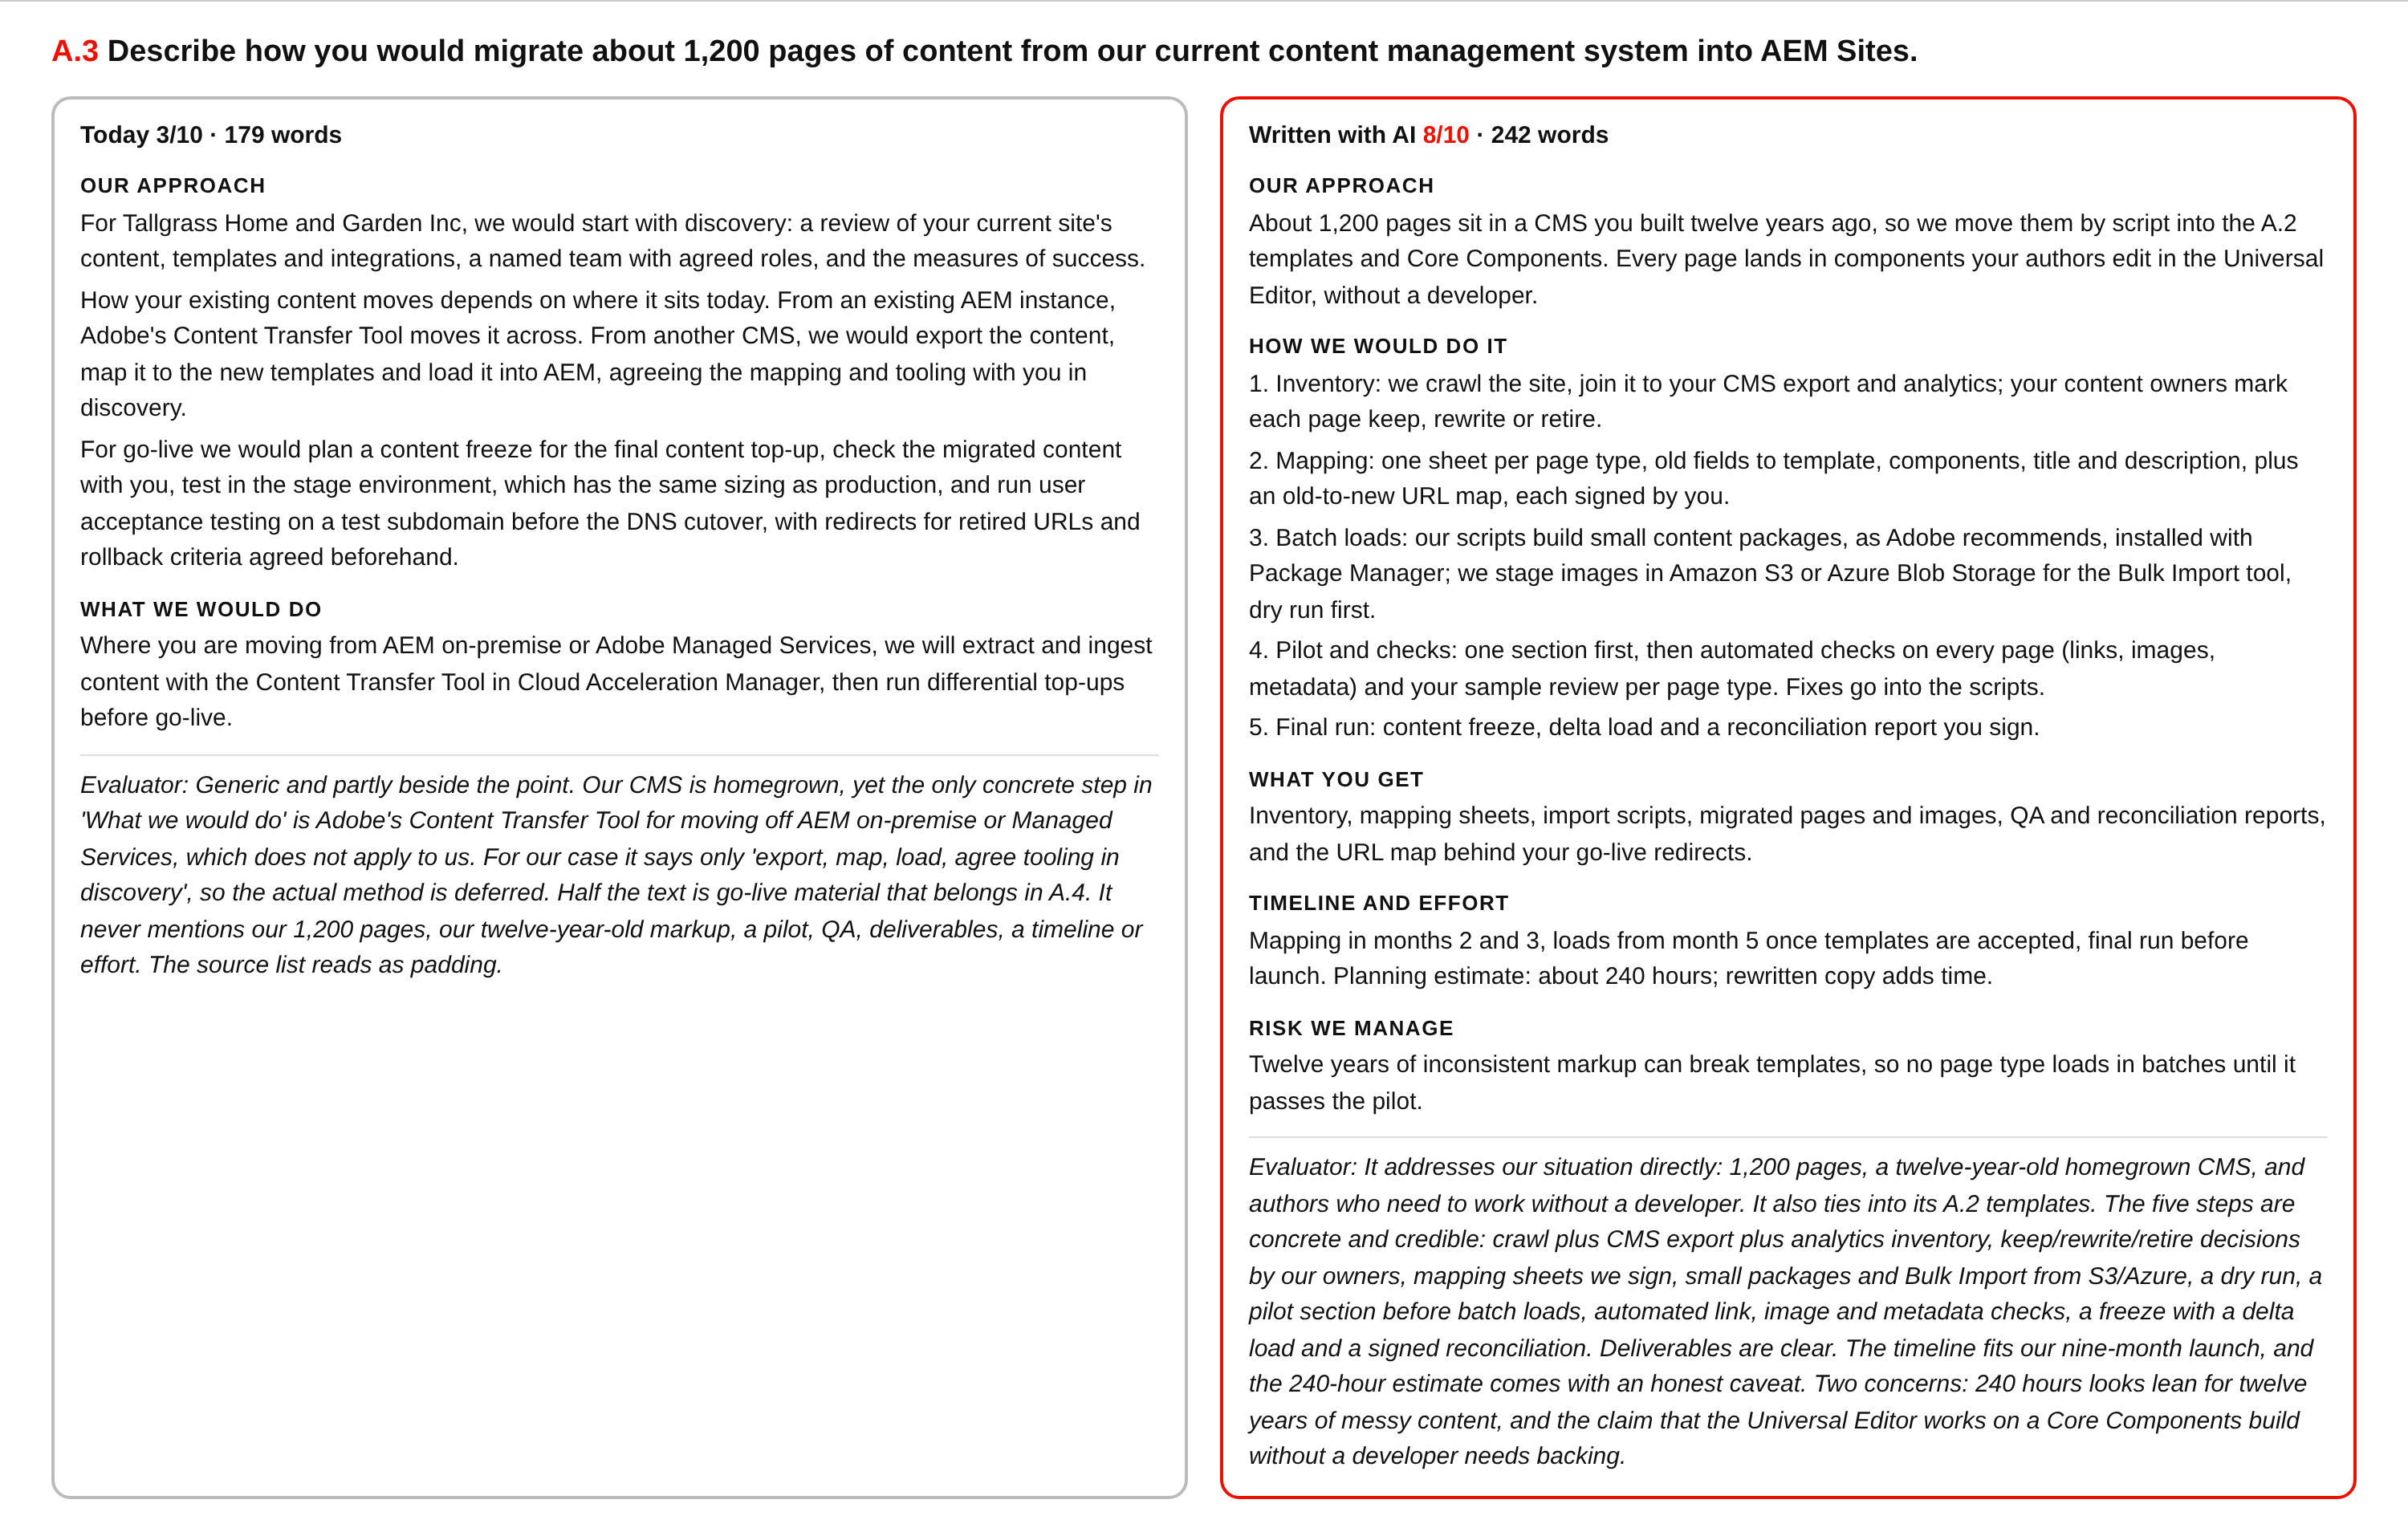 A.3 Describe how you would migrate about 1,200 pages of content from our current content management system into AEM Sites.
Today 3/10 · 179 words
OUR APPROACH
For Tallgrass Home and Garden Inc, we would start with discovery: a review of your current site's
content, templates and integrations, a named team with agreed roles, and the measures of success.
How your existing content moves depends on where it sits today. From an existing AEM instance,
Adobe's Content Transfer Tool moves it across. From another CMS, we would export the content,
map it to the new templates and load it into AEM, agreeing the mapping and tooling with you in
discovery.
For go-live we would plan a content freeze for the final content top-up, check the migrated content
with you, test in the stage environment, which has the same sizing as production, and run user
acceptance testing on a test subdomain before the DNS cutover, with redirects for retired URLs and
rollback criteria agreed beforehand.
WHAT WE WOULD DO
Where you are moving from AEM on-premise or Adobe Managed Services, we will extract and ingest
content with the Content Transfer Tool in Cloud Acceleration Manager, then run differential top-ups
before go-live.
Evaluator: Generic and partly beside the point. Our CMS is homegrown, yet the only concrete step in
'What we would do' is Adobe's Content Transfer Tool for moving off AEM on-premise or Managed
Services, which does not apply to us. For our case it says only 'export, map, load, agree tooling in
discovery', so the actual method is deferred. Half the text is go-live material that belongs in A.4. It
never mentions our 1,200 pages, our twelve-year-old markup, a pilot, QA, deliverables, a timeline or
effort. The source list reads as padding.
Written with AI 8/10 · 242 words
OUR APPROACH
About 1,200 pages sit in a CMS you built twelve years ago, so we move them by script into the A.2
templates and Core Components. Every page lands in components your authors edit in the Universal
Editor, without a developer.
HOW WE WOULD DO IT
1. Inventory: we crawl the site, join it to your CMS export and analytics; your content owners mark
each page keep, rewrite or retire.
2. Mapping: one sheet per page type, old fields to template, components, title and description, plus
an old-to-new URL map, each signed by you.
3. Batch loads: our scripts build small content packages, as Adobe recommends, installed with
Package Manager; we stage images in Amazon S3 or Azure Blob Storage for the Bulk Import tool,
dry run first.
4. Pilot and checks: one section first, then automated checks on every page (links, images,
metadata) and your sample review per page type. Fixes go into the scripts.
5. Final run: content freeze, delta load and a reconciliation report you sign.
WHAT YOU GET
Inventory, mapping sheets, import scripts, migrated pages and images, QA and reconciliation reports,
and the URL map behind your go-live redirects.
TIMELINE AND EFFORT
Mapping in months 2 and 3, loads from month 5 once templates are accepted, final run before
launch. Planning estimate: about 240 hours; rewritten copy adds time.
RISK WE MANAGE
Twelve years of inconsistent markup can break templates, so no page type loads in batches until it
passes the pilot.
Evaluator: It addresses our situation directly: 1,200 pages, a twelve-year-old homegrown CMS, and
authors who need to work without a developer. It also ties into its A.2 templates. The five steps are
concrete and credible: crawl plus CMS export plus analytics inventory, keep/rewrite/retire decisions
by our owners, mapping sheets we sign, small packages and Bulk Import from S3/Azure, a dry run, a
pilot section before batch loads, automated link, image and metadata checks, a freeze with a delta
load and a signed reconciliation. Deliverables are clear. The timeline fits our nine-month launch, and
the 240-hour estimate comes with an honest caveat. Two concerns: 240 hours looks lean for twelve
years of messy content, and the claim that the Universal Editor works on a Core Components build
without a developer needs backing.